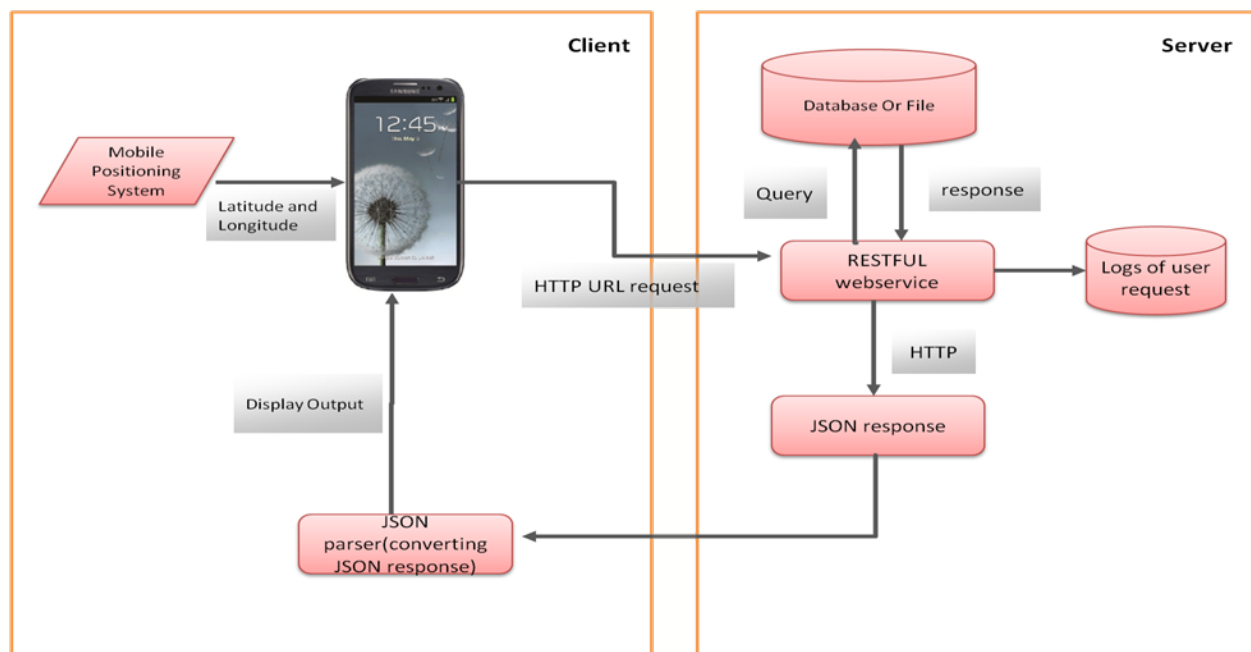 Client
Server
SAMSUNG
12:45
Database Or File
Mobile
Positioning
System
Latitude and
Longitude
Query
response
RESTFUL
webservice
Logs of user
request
HTTP URL request
HTTP
Display Output
JSON response
JSON
parser(converting
JSON response)